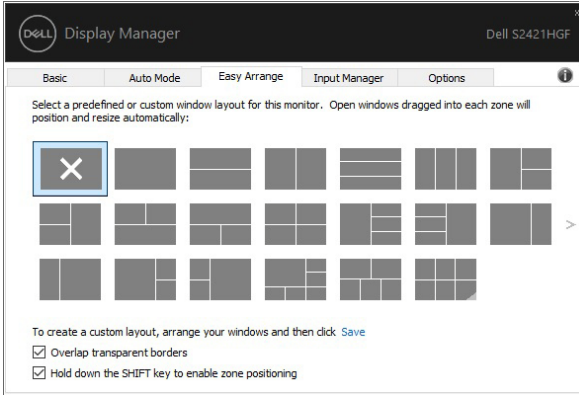 DELL Display Manager
Dell S2421HGF
Basic
Auto Mode
Easy Arrange
Input Manager
Options
Select a predefined or custom window layout for this monitor. Open windows dragged into each zone will
position and resize automatically:
To create a custom layout, arrange your windows and then click Save
Overlap transparent borders
Hold down the SHIFT key to enable zone positioning